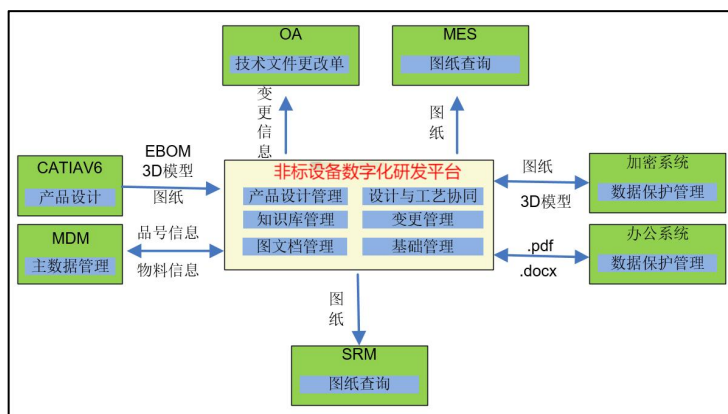 OA
技术文件更改单
MES
图纸查询
变更信息
图纸
CATIAV6
产品设计
EBOM
3D模型
图纸
非标设备数字化研发平台
产品设计管理
设计与工艺协同
知识库管理
变更管理
图文档管理
基础管理
图纸
3D模型
加密系统
数据保护管理
MDM
主数据管理
品号信息
物料信息
.pdf
.docx
办公系统
数据保护管理
图纸
SRM
图纸查询